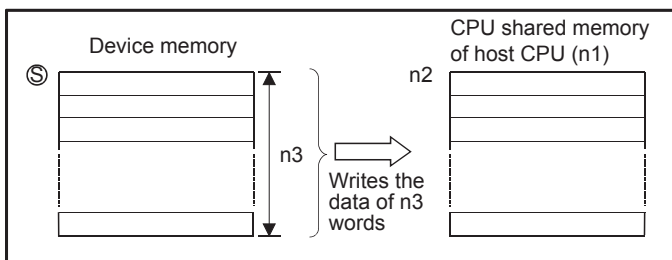 Device memory
CPU shared memory
of host CPU (n1)
Ⓢ
n2
n3
Writes the
data of n3
words